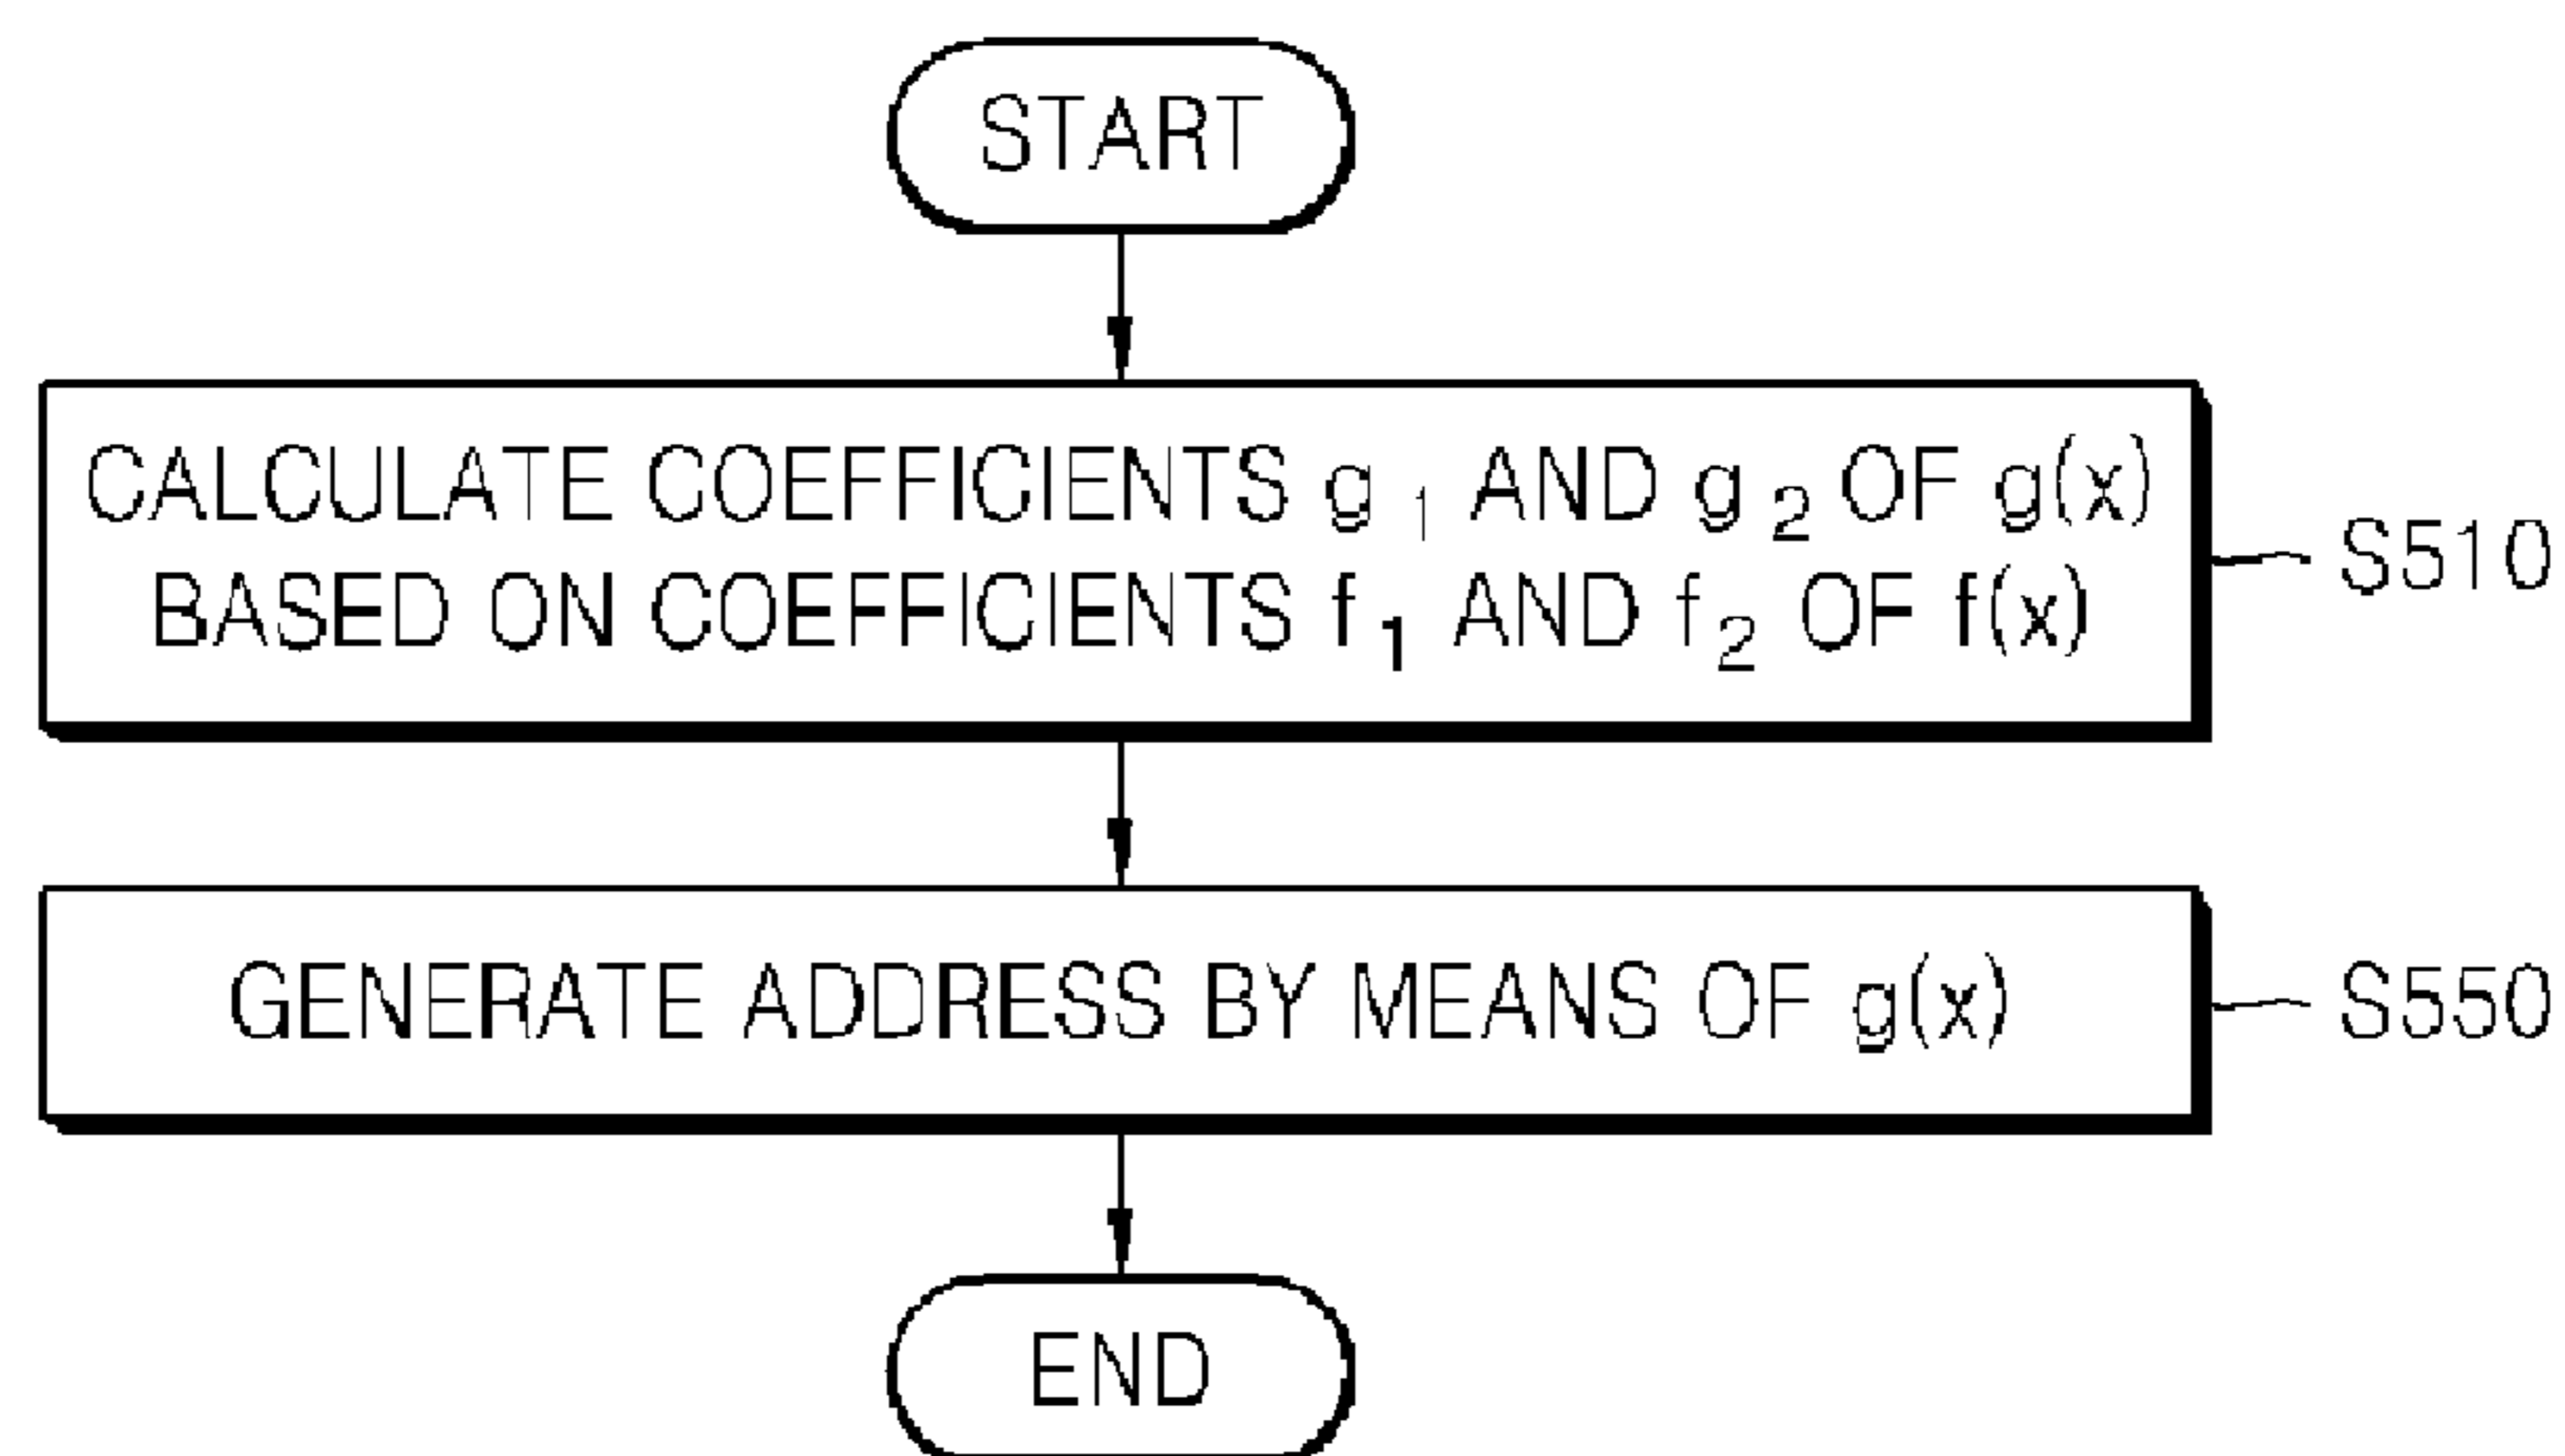 START
CALCULATE COEFFICIENTS g₁ AND g₂ OF g(x)
BASED ON COEFFICIENTS f₁ AND f₂ OF f(x)
S510
GENERATE ADDRESS BY MEANS OF g(x)
S550
END